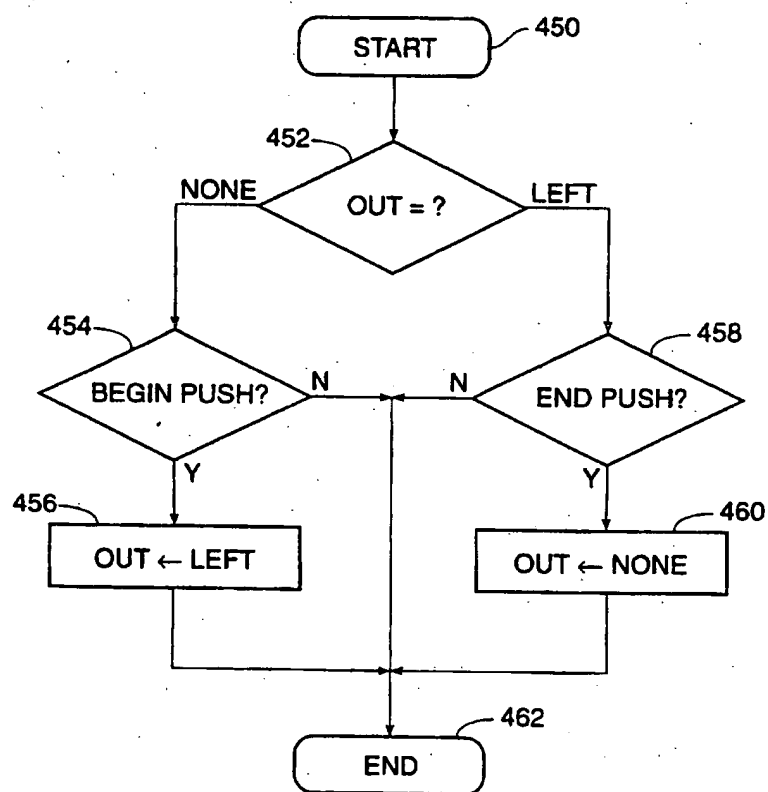 START
450
452
NONE
OUT = ?
LEFT
454
458
BEGIN PUSH?
N
N
END PUSH?
Y
Y
456
460
OUT ← LEFT
OUT ← NONE
462
END